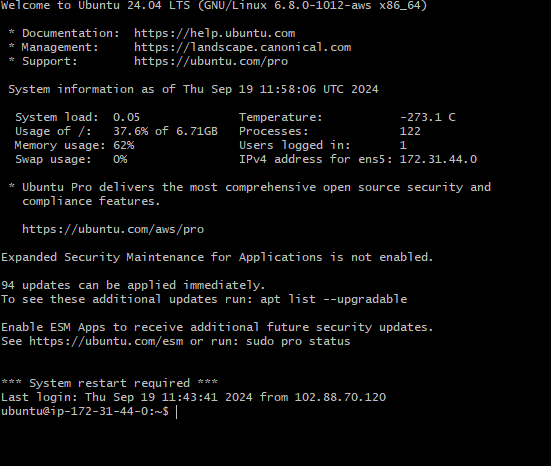 Welcome to Ubuntu 24.04 LTS (GNU/Linux 6.8.0-1012-aws x86_64)
* Documentation:  https://help.ubuntu.com
* Management:     https://landscape.canonical.com
* Support:        https://ubuntu.com/pro
System information as of Thu Sep 19 11:58:06 UTC 2024
System load:  0.05               Temperature:           -273.1 C
Usage of /:   37.6% of 6.71GB    Processes:             122
Memory usage: 62%                Users logged in:       1
Swap usage:   0%                 IPv4 address for ens5: 172.31.44.0
* Ubuntu Pro delivers the most comprehensive open source security and
compliance features.
https://ubuntu.com/aws/pro
Expanded Security Maintenance for Applications is not enabled.
94 updates can be applied immediately.
To see these additional updates run: apt list --upgradable
Enable ESM Apps to receive additional future security updates.
See https://ubuntu.com/esm or run: sudo pro status
*** System restart required ***
Last login: Thu Sep 19 11:43:41 2024 from 102.88.70.120
ubuntu@ip-172-31-44-0:~$